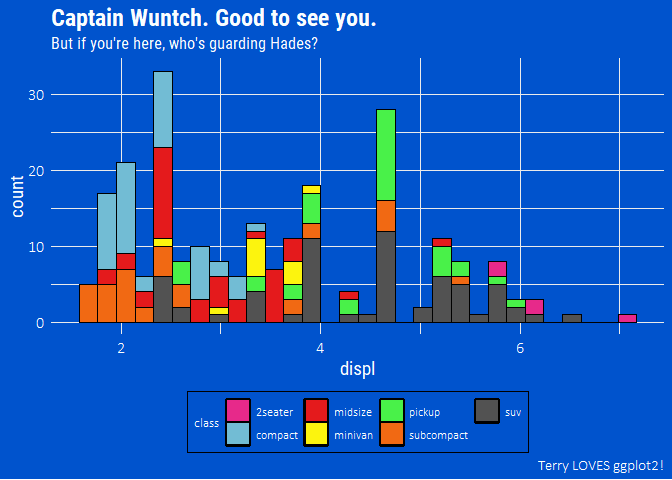 Captain Wuntch. Good to see you.
But if you're here, who's guarding Hades?
count
30
20
10
0
2
4
6
displ
class
2seater
midsize
pickup
suv
compact
minivan
subcompact
Terry LOVES ggplot2!